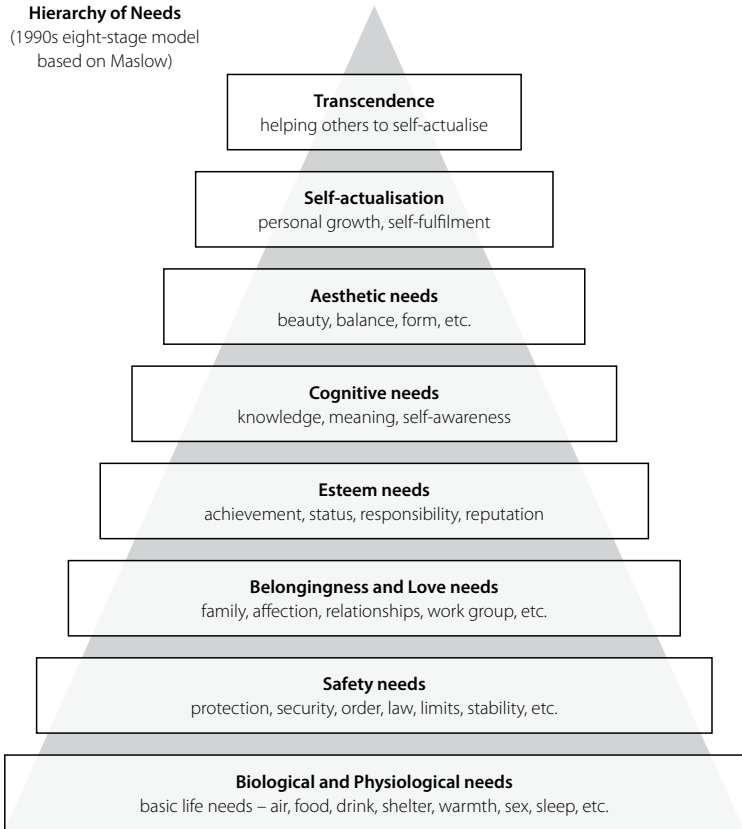 Hierarchy of Needs
(1990s eight-stage model
based on Maslow)
Transcendence
helping others to self-actualise
Self-actualisation
personal growth, self-fulfilment
Aesthetic needs
beauty, balance, form, etc.
Cognitive needs
knowledge, meaning, self-awareness
Esteem needs
achievement, status, responsibility, reputation
Belongingness and Love needs
family, affection, relationships, work group, etc.
Safety needs
protection, security, order, law, limits, stability, etc.
Biological and Physiological needs
basic life needs – air, food, drink, shelter, warmth, sex, sleep, etc.